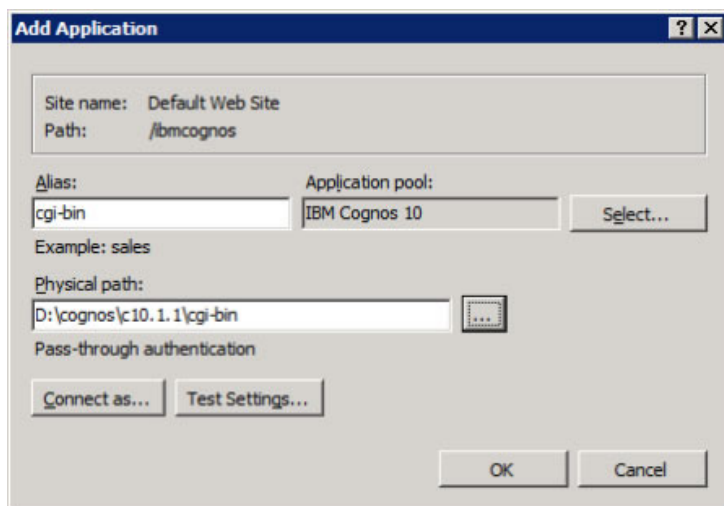 Add Application
Site name: Default Web Site
Path: /ibmcognos
Alias: Application pool:
cgi-bin IBM Cognos 10 Select...
Example: sales
Physical path:
D:\cognos\c10.1.1\cgi-bin ...
Pass-through authentication
Connect as... Test Settings...
OK Cancel